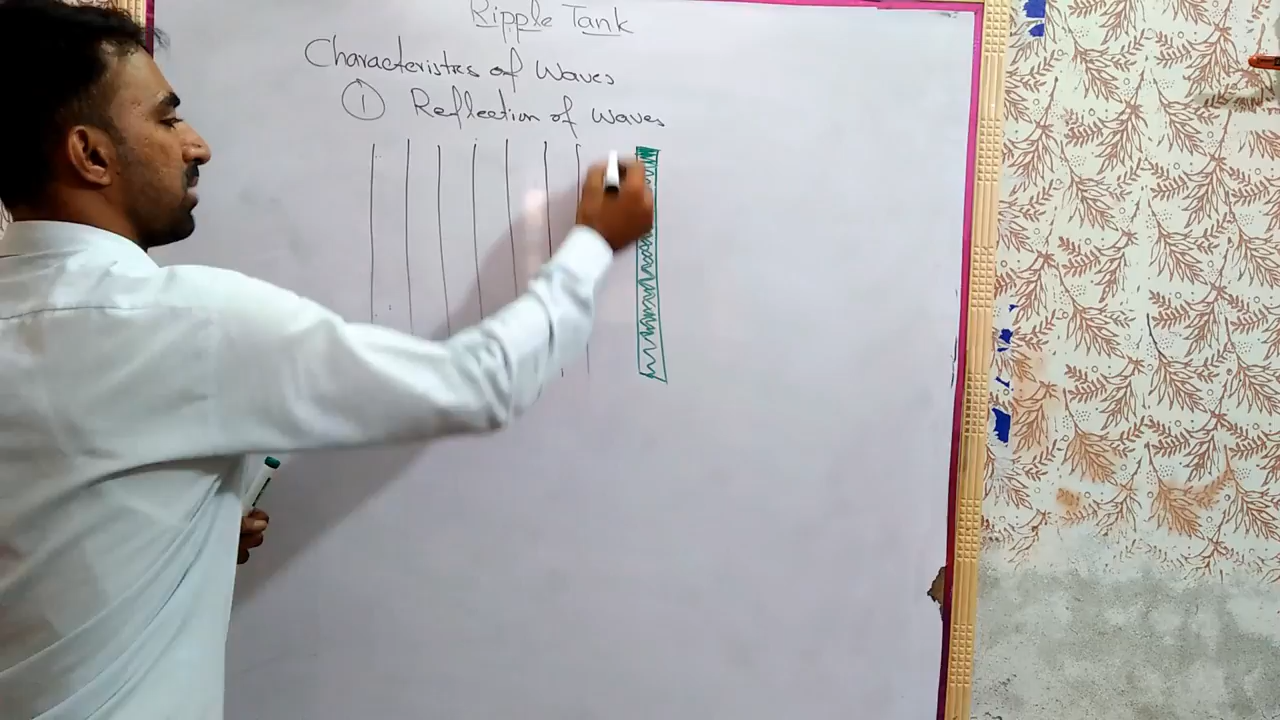 Ripple Tank
Characteristics of Waves
① Reflection of waves